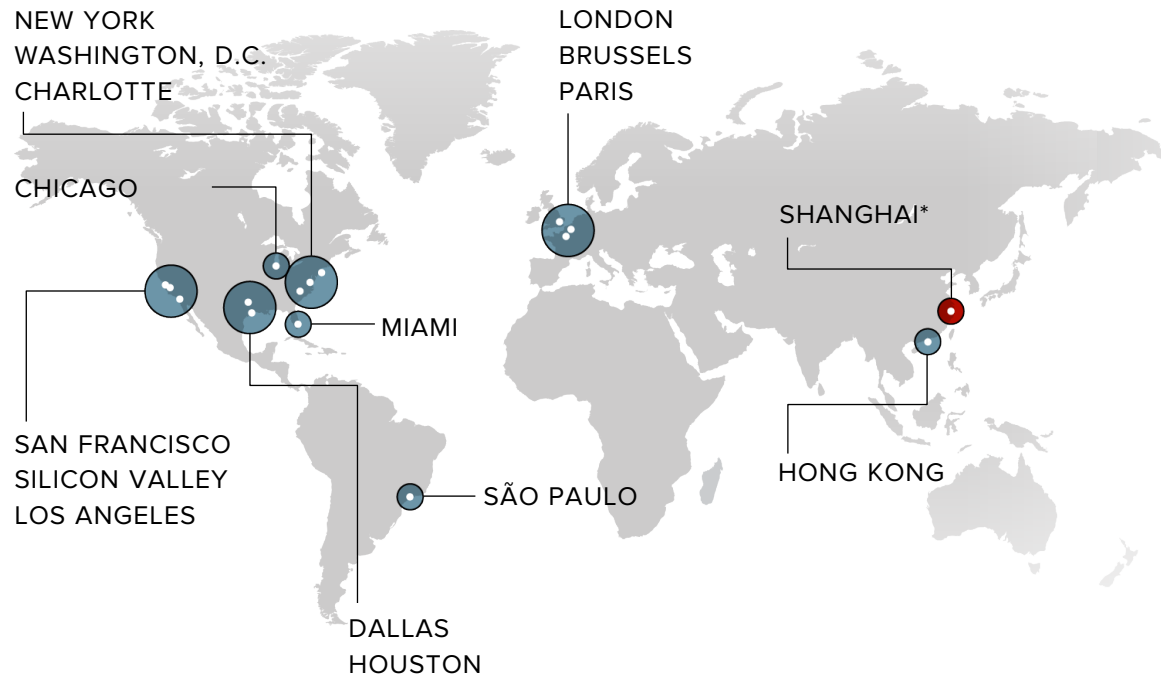 NEW YORK
WASHINGTON, D.C.
CHARLOTTE
LONDON
BRUSSELS
PARIS
CHICAGO
SHANGHAI*
MIAMI
SAN FRANCISCO
SILICON VALLEY
LOS ANGELES
HONG KONG
SÃO PAULO
DALLAS
HOUSTON